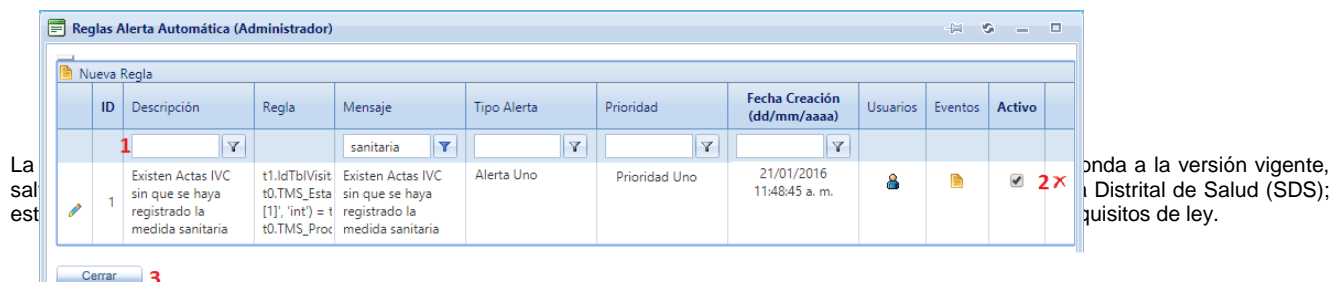 Reglas Alerta Automática (Administrador)
Nueva Regla
ID Descripción Regla Mensaje Tipo Alerta Prioridad Fecha Creación (dd/mm/aaaa) Usuarios Eventos Activo
1 sanitaria
1 Existen Actas IVC sin que se haya registrado la medida sanitaria
t1.IdTblVisit
t0.TMS_Esta
[1]', 'int') = t
t0.TMS_Proc
Existen Actas IVC sin que se haya registrado la medida sanitaria
Alerta Uno
Prioridad Uno
21/01/2016
11:48:45 a. m.
2
La
a la versión vigente,
Distrital de Salud (SDS);
de ley.
Cerrar 3